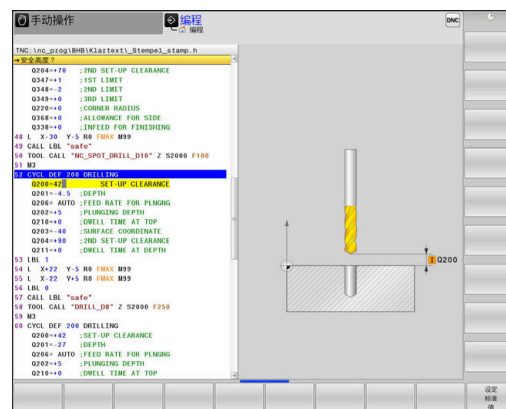 手动操作
编程
编程
DNC
TNC:\nc_prog\BHB\Klartext\_Stempel_stamp.h
→安全高度?
Q204=+70 ;2ND SET-UP CLEARANCE
Q347=+1 ;1ST LIMIT
Q348=-2 ;2ND LIMIT
Q349=+0 ;3RD LIMIT
Q220=+0 ;CORNER RADIUS
Q368=+0 ;ALLOWANCE FOR SIDE
Q338=+0 ;INFEED FOR FINISHING
48 L X-30 Y-5 R0 FMAX M99
49 CALL LBL "safe"
50 TOOL CALL "NC_SPOT_DRILL_D10" Z S2000 F100
51 M3
52 CYCL DEF 200 DRILLING
Q200=+42 SET-UP CLEARANCE
Q201=-4.5 ;DEPTH
Q206= AUTO ;FEED RATE FOR PLNGNG
Q202=+5 ;PLUNGING DEPTH
Q210=+0 ;DWELL TIME AT TOP
Q203=-40 ;SURFACE COORDINATE
Q204=+90 ;2ND SET-UP CLEARANCE
Q211=+0 ;DWELL TIME AT DEPTH
53 LBL 1
54 L X+22 Y-5 R0 FMAX M99
55 L X-22 Y+5 R0 FMAX M99
56 LBL 0
57 CALL LBL "safe"
58 TOOL CALL "DRILL_D8" Z S2000 F250
59 M3
60 CYCL DEF 200 DRILLING
Q200=+42 ;SET-UP CLEARANCE
Q201=-27 ;DEPTH
Q206= AUTO ;FEED RATE FOR PLNGNG
Q202=+5 ;PLUNGING DEPTH
Q210=+0 ;DWELL TIME AT TOP
I Q200
设定
标准
值